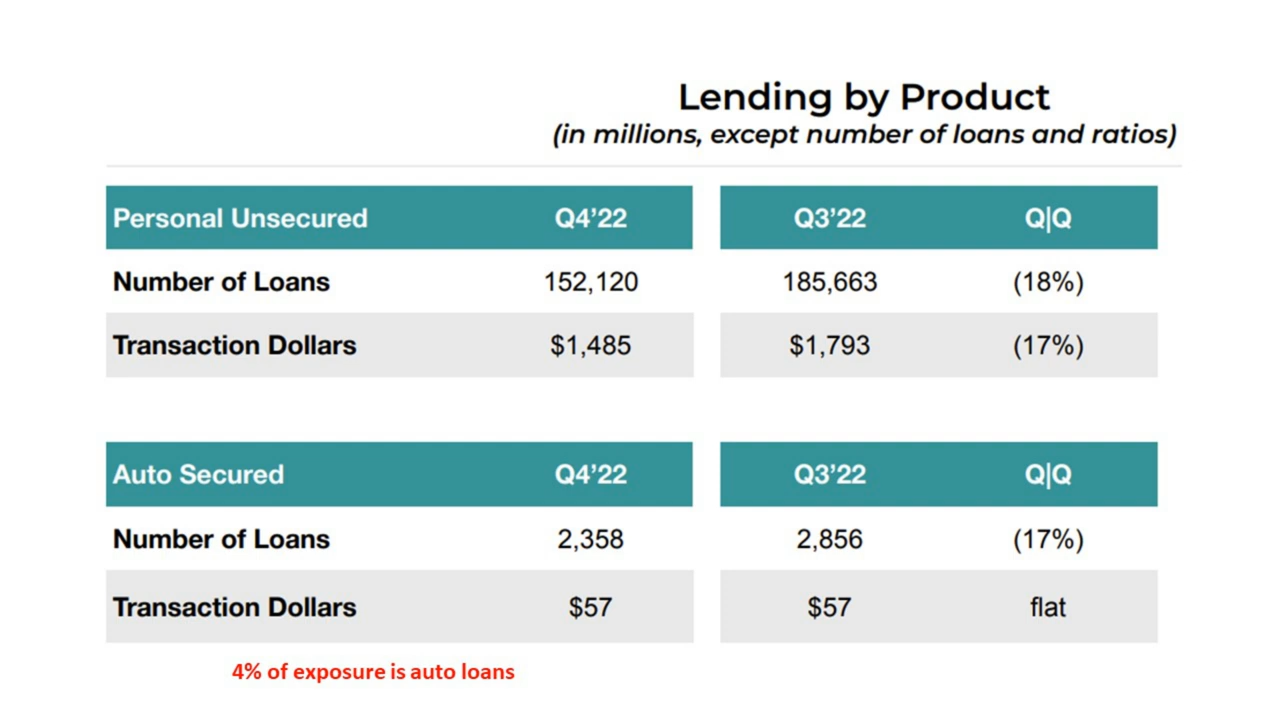 Lending by Product
(in millions, except number of loans and ratios)
Personal Unsecured Q4’22 Q3’22 Q|Q
Number of Loans 152,120 185,663 (18%)
Transaction Dollars $1,485 $1,793 (17%)
Auto Secured Q4’22 Q3’22 Q|Q
Number of Loans 2,358 2,856 (17%)
Transaction Dollars $57 $57 flat
4% of exposure is auto loans